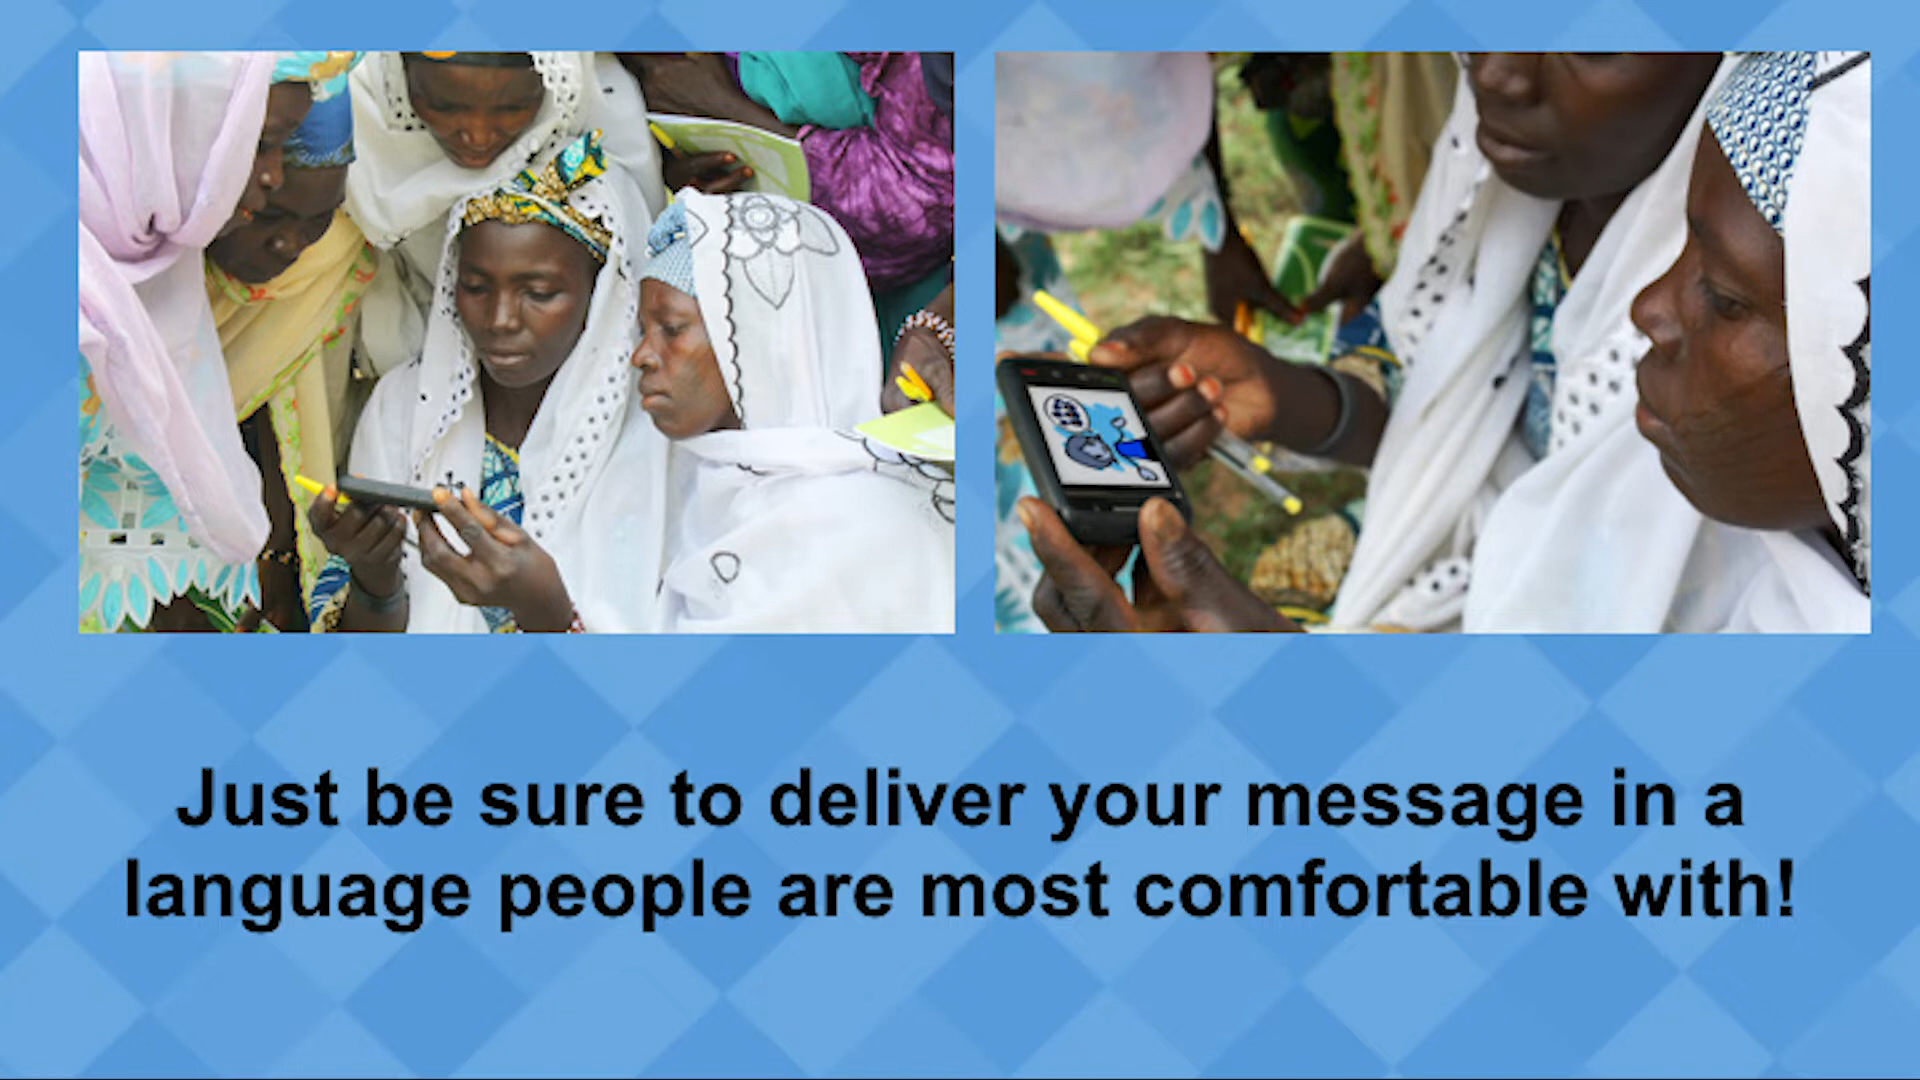 Just be sure to deliver your message in a
language people are most comfortable with!